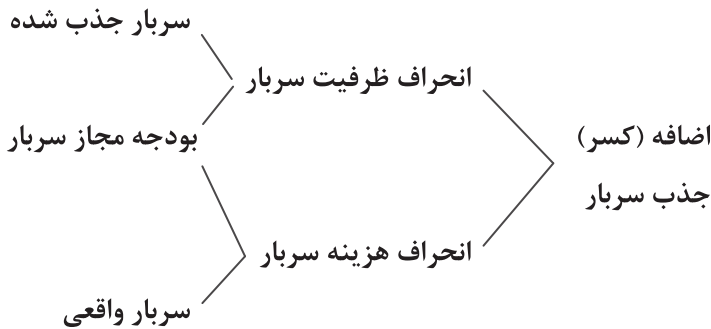 سربار جذب شده
انحراف ظرفیت سربار
بودجه مجاز سربار
اضافه (کسر)
جذب سربار
انحراف هزینه سربار
سربار واقعی